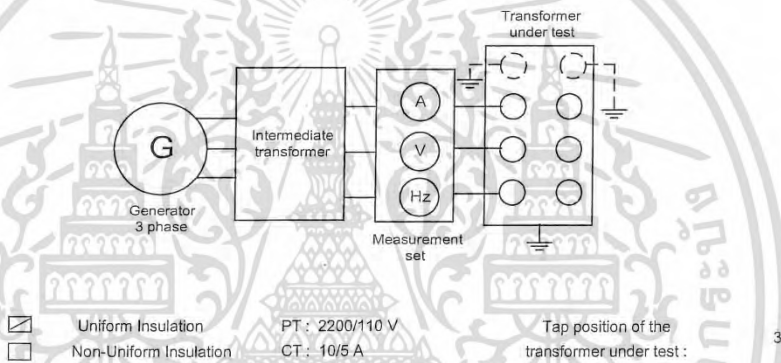 Transformer
under test
G
Intermediate
transformer
A
V
Hz
Generator
3 phase
Measurement
set
Uniform Insulation
PT : 2200/110 V
Tap position of the
Non-Uniform Insulation
CT : 10/5 A
transformer under test :
3